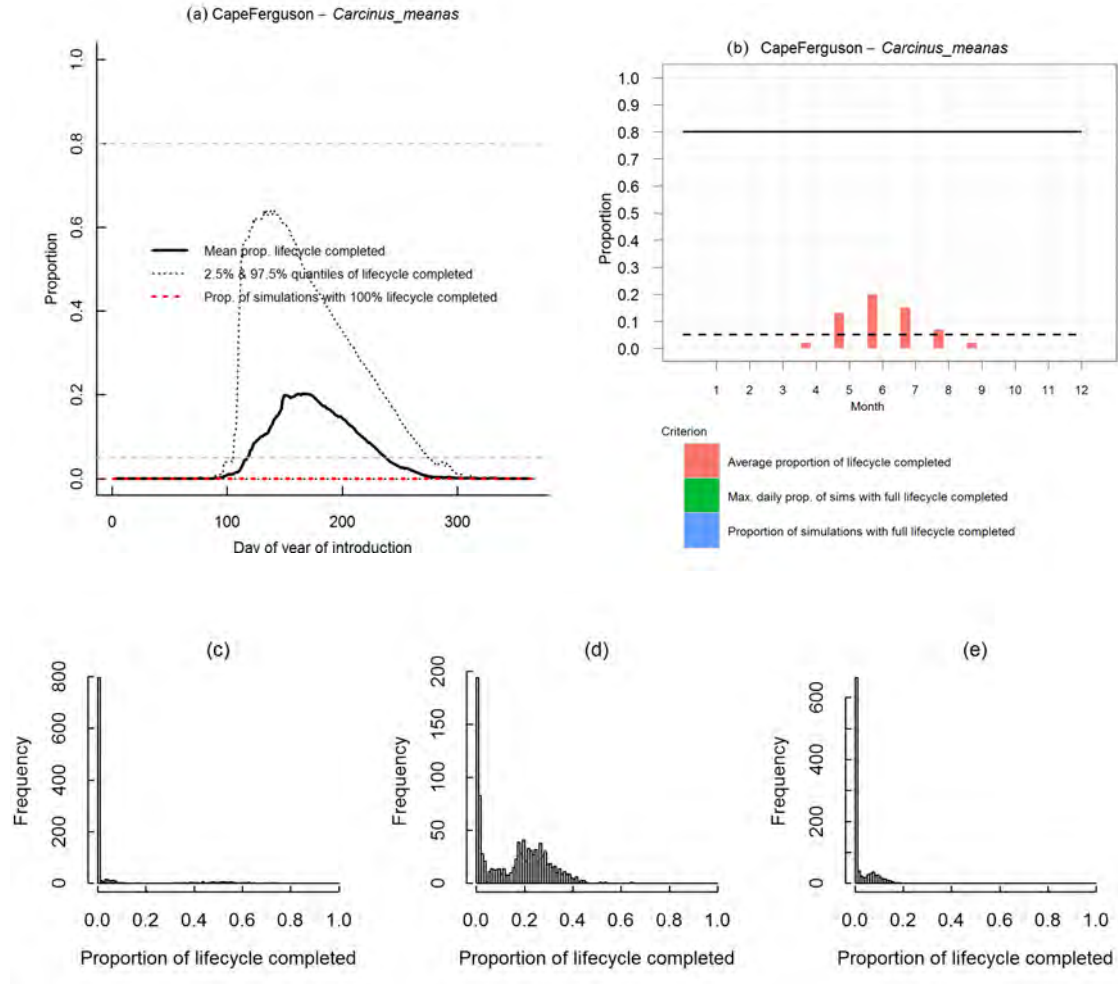 (a) CapeFerguson – Carcinus_meanas
Proportion
1.0
0.8
0.6
0.4
0.2
0.0
Mean prop. lifecycle completed
2.5% & 97.5% quantiles of lifecycle completed
Prop. of simulations with 100% lifecycle completed
0 100 200 300
Day of year of introduction
(b) CapeFerguson – Carcinus_meanas
Proportion
1.0
0.9
0.8
0.7
0.6
0.5
0.4
0.3
0.2
0.1
0.0
1 2 3 4 5 6 7 8 9 10 11 12
Month
Criterion
Average proportion of lifecycle completed
Max. daily prop. of sims with full lifecycle completed
Proportion of simulations with full lifecycle completed
(c)
Frequency
800
600
400
200
0
0.0 0.2 0.4 0.6 0.8 1.0
Proportion of lifecycle completed
(d)
Frequency
200
150
100
50
0
0.0 0.2 0.4 0.6 0.8 1.0
Proportion of lifecycle completed
(e)
Frequency
600
400
200
0
0.0 0.2 0.4 0.6 0.8 1.0
Proportion of lifecycle completed